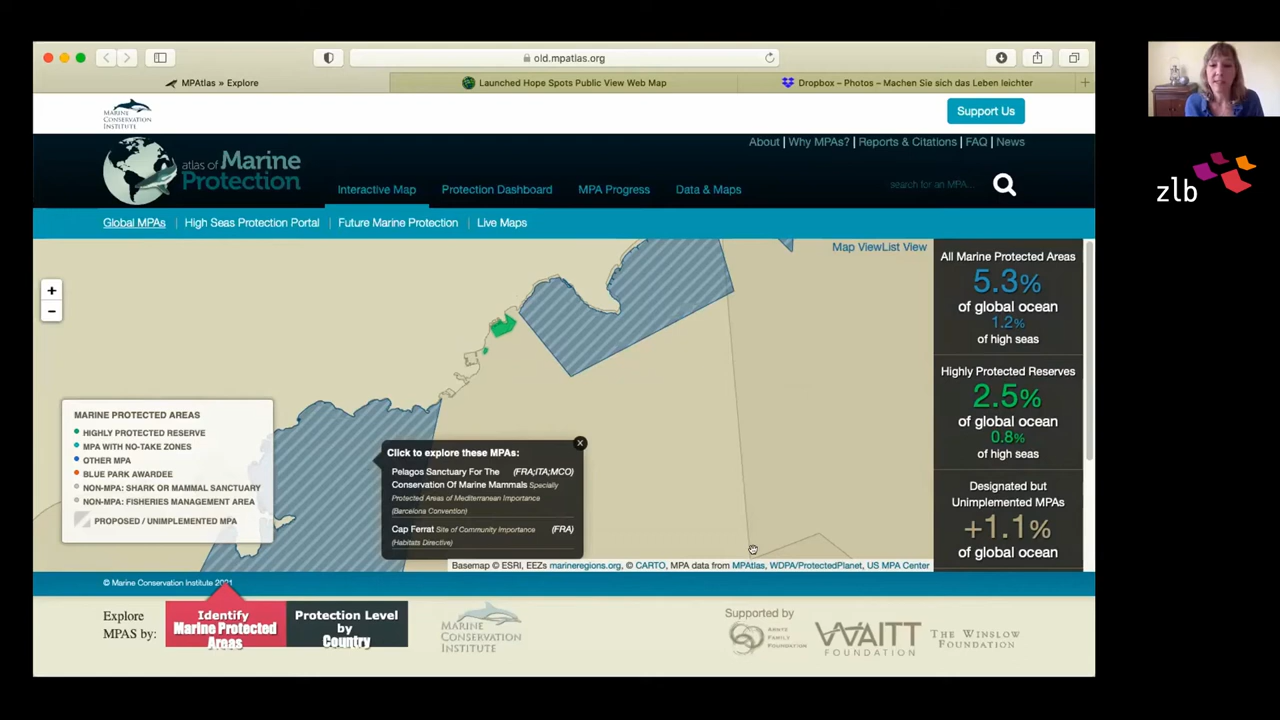 old.mpatlas.org
MPAtlas » Explore
Launched Hope Spots Public View Web Map
Dropbox – Photos – Machen Sie sich das Leben leichter
MARINE
CONSERVATION
INSTITUTE
Support Us
About | Why MPAs? | Reports & Citations | FAQ | News
atlas of Marine
Protection
Interactive Map
Protection Dashboard
MPA Progress
Data & Maps
search for an MPA...
Global MPAs
High Seas Protection Portal
Future Marine Protection
Live Maps
Map ViewList View
+
−
All Marine Protected Areas
5.3%
of global ocean
1.2%
of high seas
Highly Protected Reserves
2.5%
of global ocean
0.8%
of high seas
Designated but
Unimplemented MPAs
+1.1%
of global ocean
MARINE PROTECTED AREAS
HIGHLY PROTECTED RESERVE
MPA WITH NO-TAKE ZONES
OTHER MPA
BLUE PARK AWARDEE
NON-MPA: SHARK OR MAMMAL SANCTUARY
NON-MPA: FISHERIES MANAGEMENT AREA
PROPOSED / UNIMPLEMENTED MPA
Click to explore these MPAs:
Pelagos Sanctuary For The (FRA;ITA;MCO)
Conservation Of Marine Mammals Specially
Protected Areas of Mediterranean Importance
(Barcelona Convention)
Cap Ferrat Site of Community Importance (FRA)
(Habitats Directive)
Basemap © ESRI, EEZs marineregions.org, © CARTO, MPA data from MPAtlas, WDPA/ProtectedPlanet, US MPA Center
© Marine Conservation Institute 2021
Explore
MPAS by:
Identify
Marine Protected
Areas
Protection Level
by
Country
MARINE
CONSERVATION
INSTITUTE
Supported by
FAMILY
FOUNDATION
WAITT
FOUNDATION
THE WINSLOW
FOUNDATION
zlb